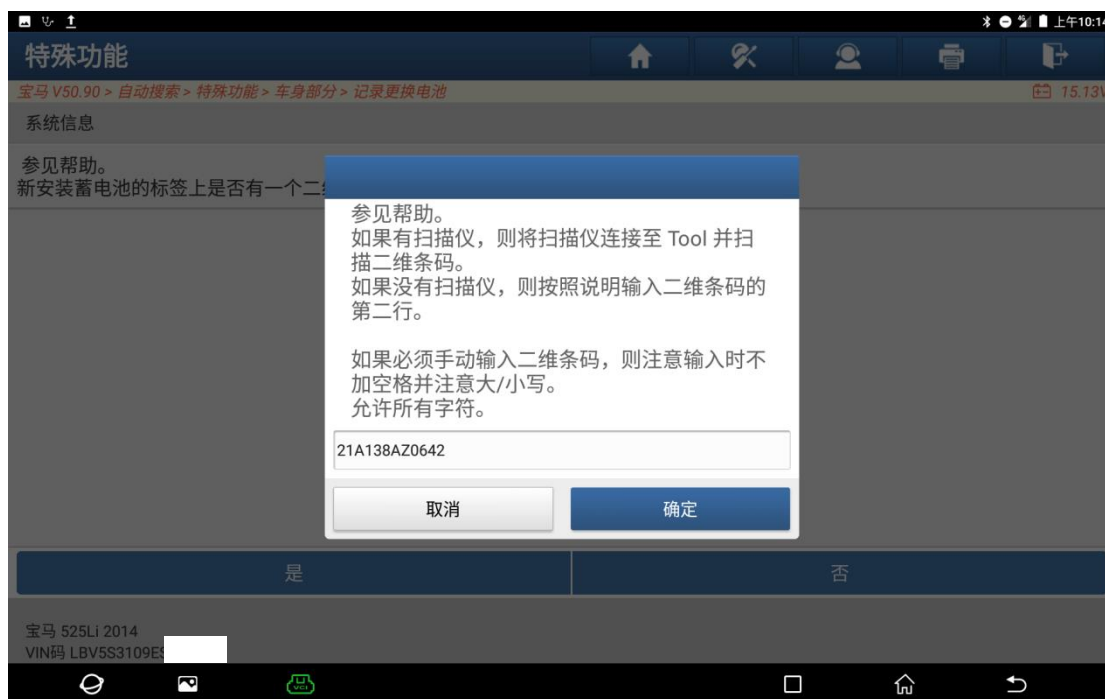 上午10:14
特殊功能
宝马 V50.90 > 自动搜索 > 特殊功能 > 车身部分 > 记录更换电池
15.13V
系统信息
参见帮助。
新安装蓄电池的标签上是否有一个二
参见帮助。
如果有扫描仪，则将扫描仪连接至 Tool 并扫
描二维条码。
如果没有扫描仪，则按照说明输入二维条码的
第二行。
如果必须手动输入二维条码，则注意输入时不
加空格并注意大/小写。
允许所有字符。
21A138AZ0642
取消
确定
是
否
宝马 525Li 2014
VIN码 LBV5S3109ES
VCI